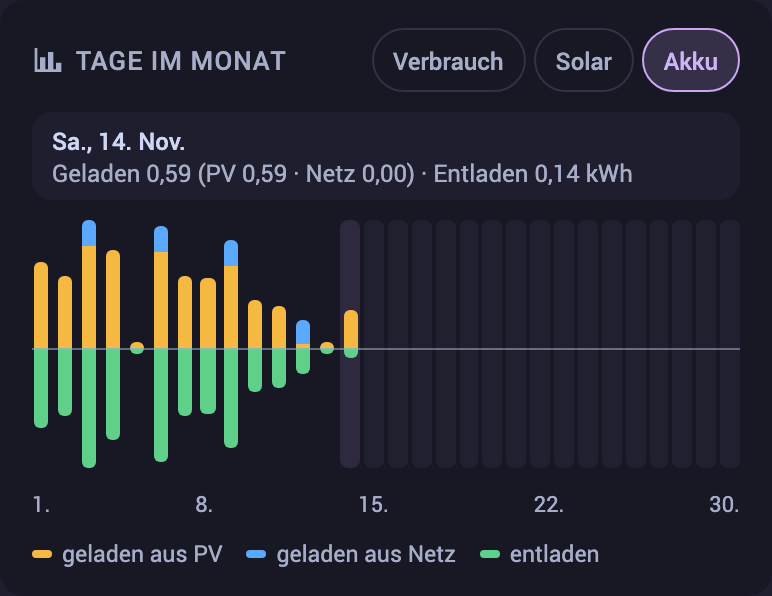 TAGE IM MONAT
Verbrauch
Solar
Akku
Sa., 14. Nov.
Geladen 0,59 (PV 0,59 · Netz 0,00) · Entladen 0,14 kWh
1. 8. 15. 22. 30.
geladen aus PV geladen aus Netz entladen